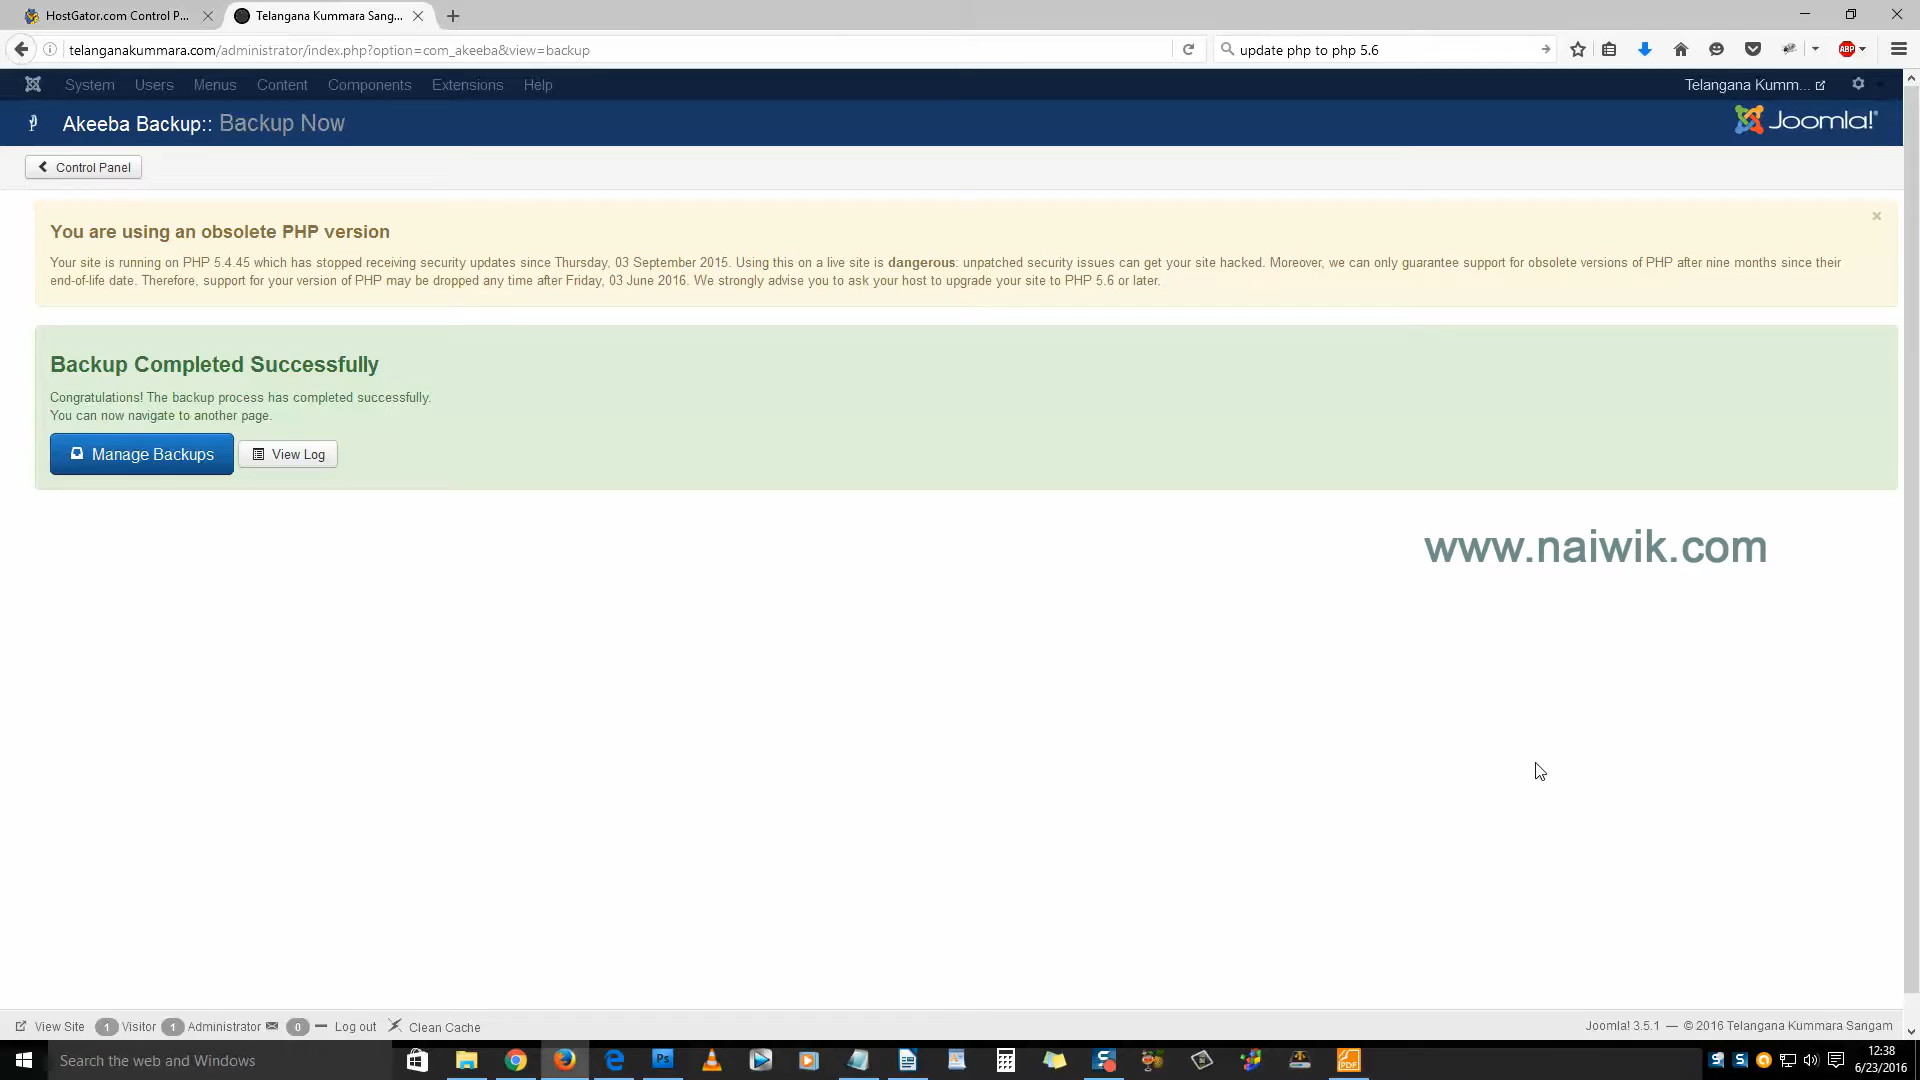 HostGator.com Control P...
Telangana Kummara Sang...
telanganakummara.com/administrator/index.php?option=com_akeeba&view=backup
update php to php 5.6
ABP
System Users Menus Content Components Extensions Help
Telangana Kumm...
Akeeba Backup:: Backup Now
Joomla!
Control Panel
You are using an obsolete PHP version
Your site is running on PHP 5.4.45 which has stopped receiving security updates since Thursday, 03 September 2015. Using this on a live site is dangerous: unpatched security issues can get your site hacked. Moreover, we can only guarantee support for obsolete versions of PHP after nine months since their
end-of-life date. Therefore, support for your version of PHP may be dropped any time after Friday, 03 June 2016. We strongly advise you to ask your host to upgrade your site to PHP 5.6 or later.
Backup Completed Successfully
Congratulations! The backup process has completed successfully.
You can now navigate to another page.
Manage Backups View Log
www.naiwik.com
View Site 1 Visitor 1 Administrator 0 Log out Clean Cache
Joomla! 3.5.1 — © 2016 Telangana Kummara Sangam
Search the web and Windows
Ps
PDF
12:38
6/23/2016